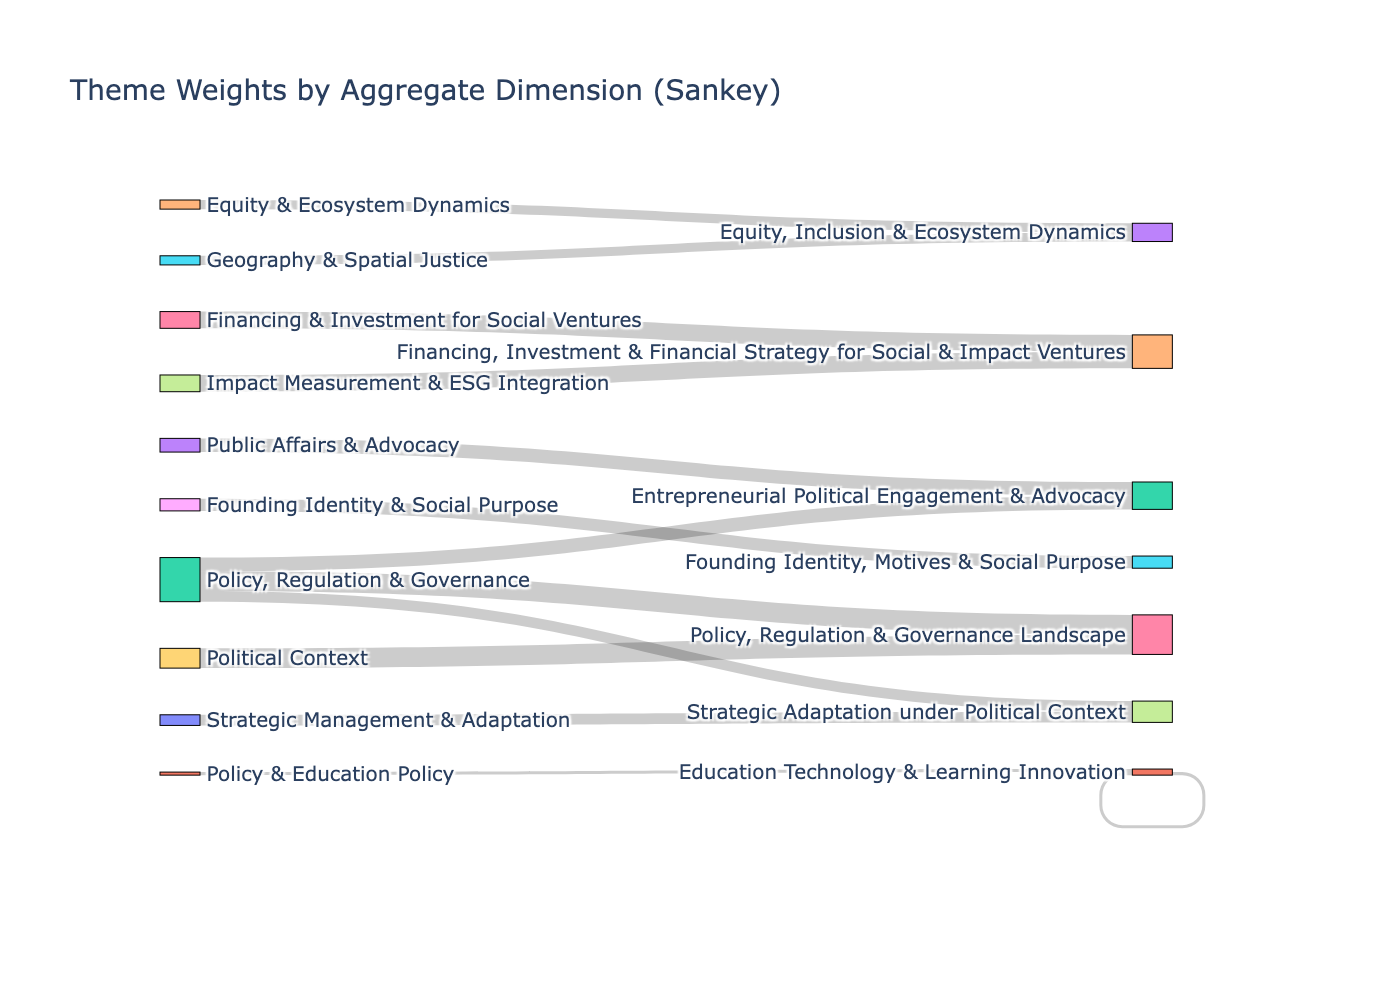 Theme Weights by Aggregate Dimension (Sankey)
Equity & Ecosystem Dynamics
Equity, Inclusion & Ecosystem Dynamics
Geography & Spatial Justice
Financing & Investment for Social Ventures
Financing, Investment & Financial Strategy for Social & Impact Ventures
Impact Measurement & ESG Integration
Public Affairs & Advocacy
Entrepreneurial Political Engagement & Advocacy
Founding Identity & Social Purpose
Founding Identity, Motives & Social Purpose
Policy, Regulation & Governance
Policy, Regulation & Governance Landscape
Political Context
Strategic Adaptation under Political Context
Strategic Management & Adaptation
Education Technology & Learning Innovation
Policy & Education Policy